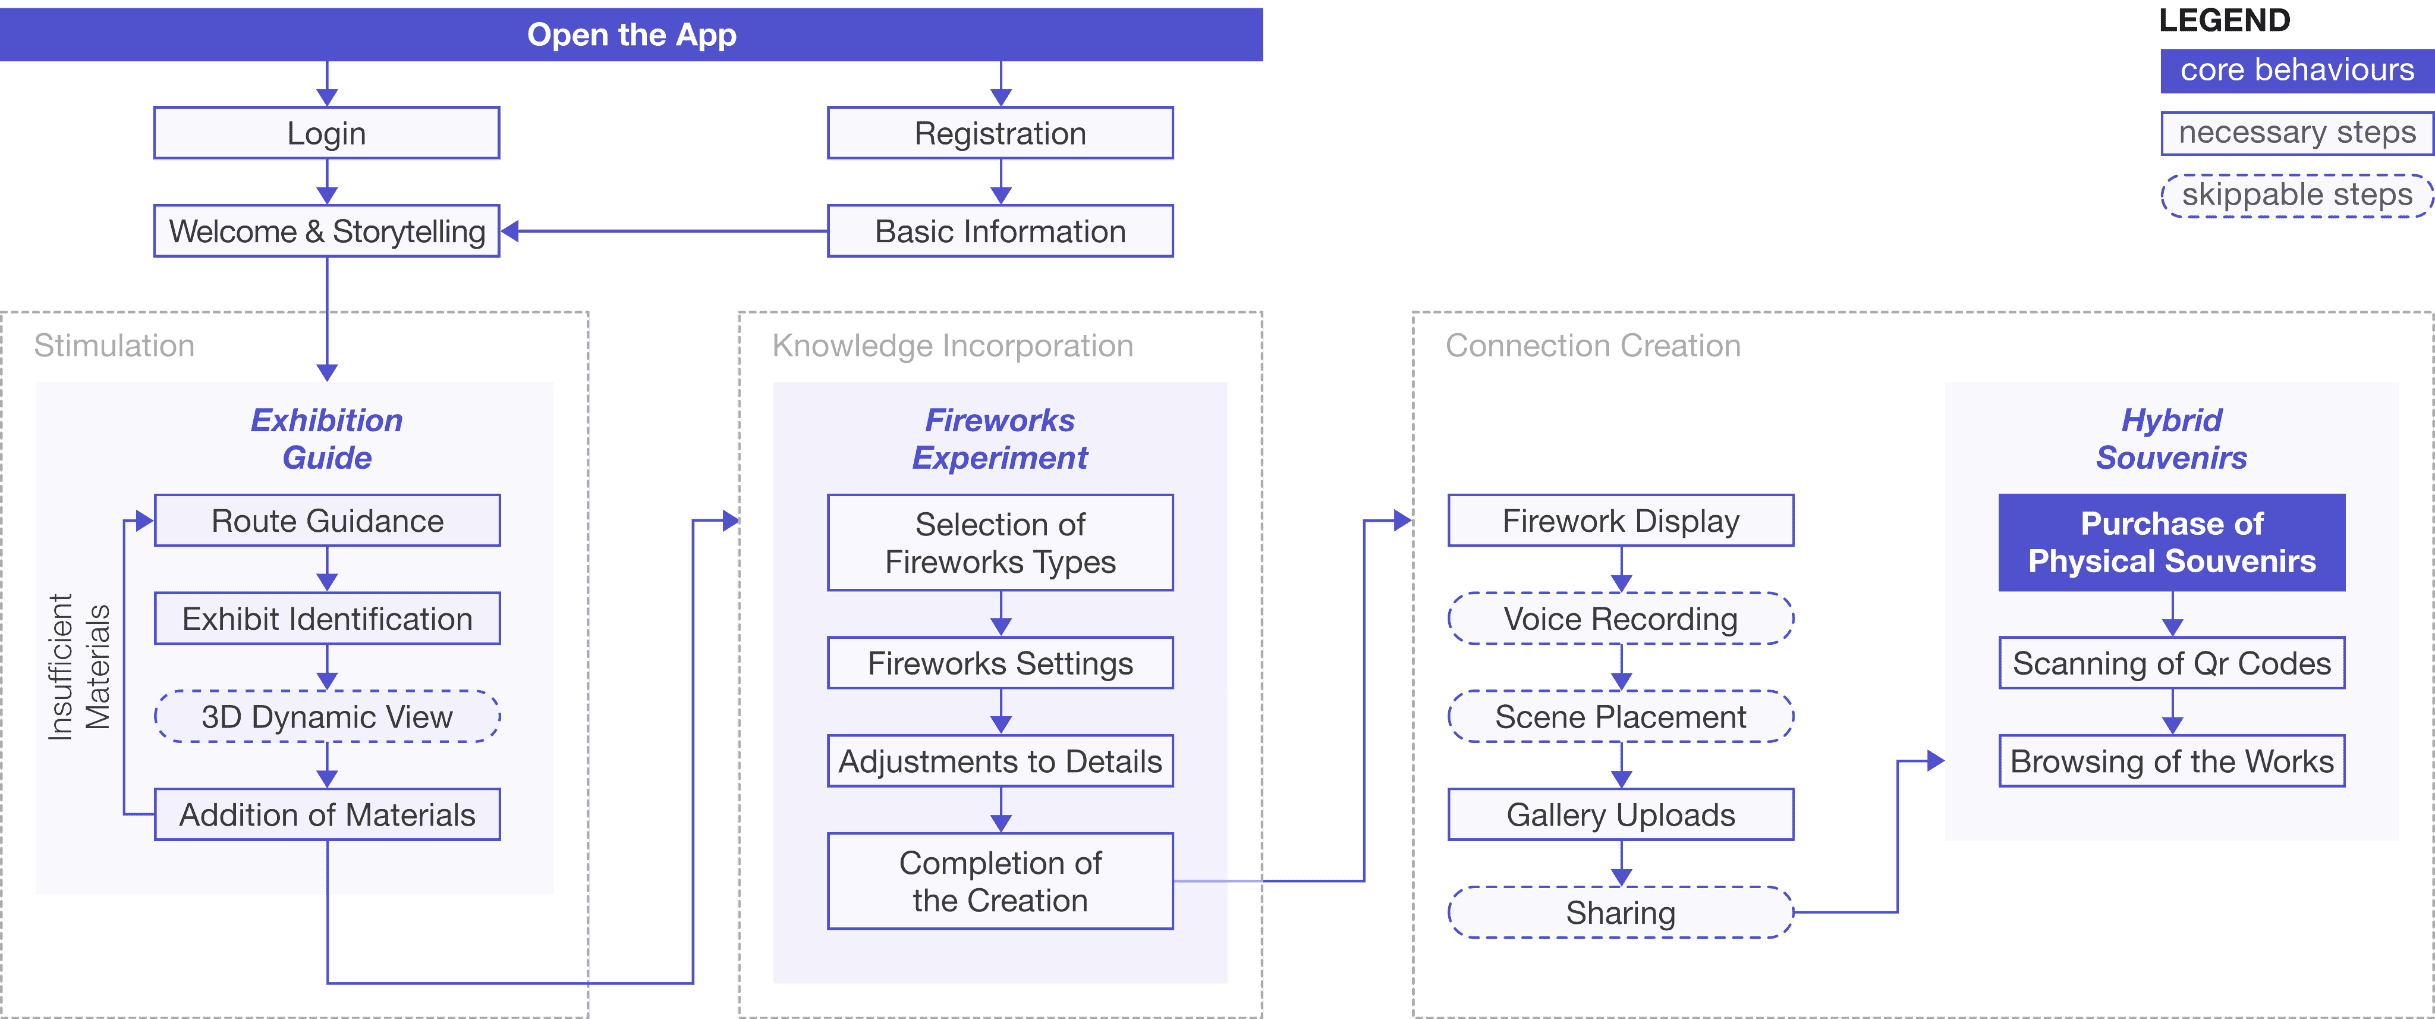 Open the App
LEGEND
core behaviours
necessary steps
skippable steps
Login
Registration
Welcome & Storytelling
Basic Information
Stimulation
Exhibition
Guide
Route Guidance
Exhibit Identification
3D Dynamic View
Addition of Materials
Insufficient
Materials
Knowledge Incorporation
Fireworks
Experiment
Selection of
Fireworks Types
Fireworks Settings
Adjustments to Details
Completion of
the Creation
Connection Creation
Firework Display
Voice Recording
Scene Placement
Gallery Uploads
Sharing
Hybrid
Souvenirs
Purchase of
Physical Souvenirs
Scanning of Qr Codes
Browsing of the Works